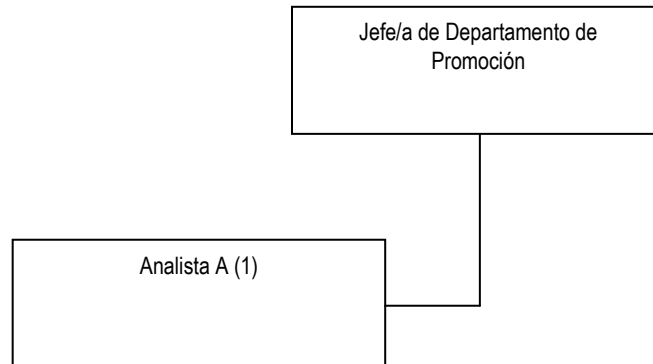 Jefe/a de Departamento de
Promoción
Analista A (1)